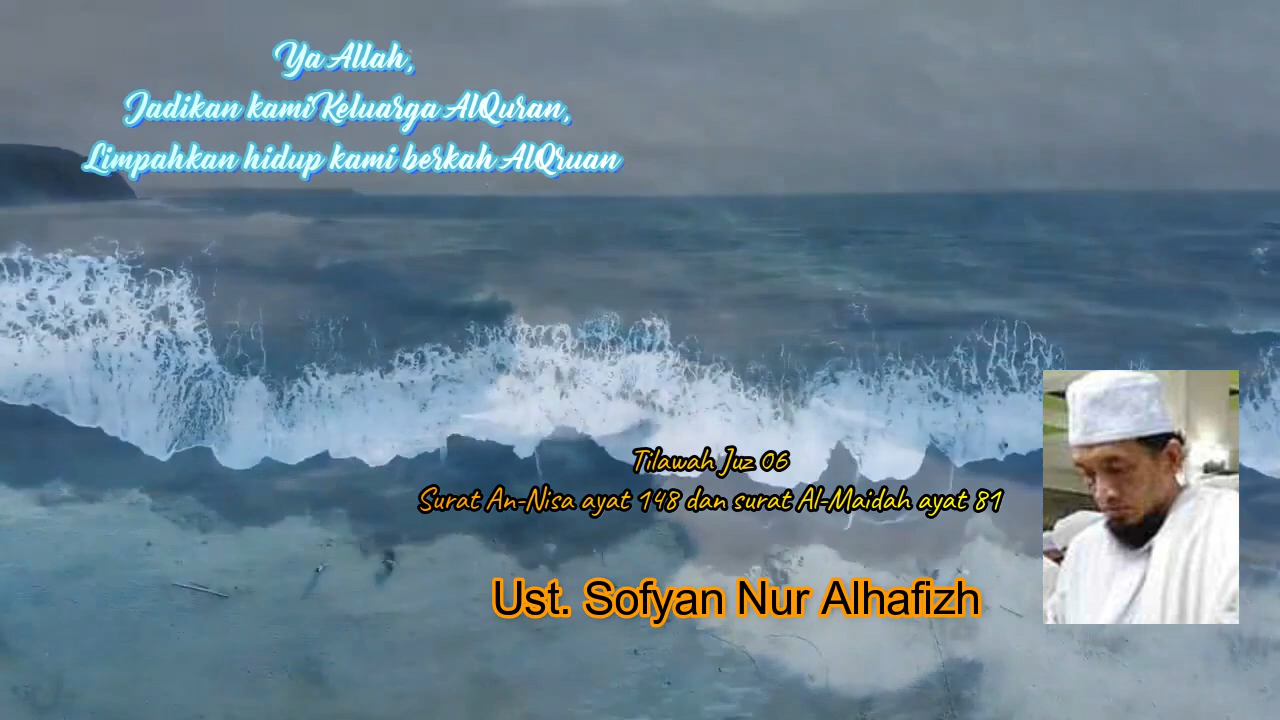 Ya Allah,
Jadikan kami Keluarga AlQuran,
Limpahkan hidup kami berkah AlQruan
Tilawah Juz 06
Surat An-Nisa ayat 148 dan surat Al-Maidah ayat 81
Ust. Sofyan Nur Alhafizh